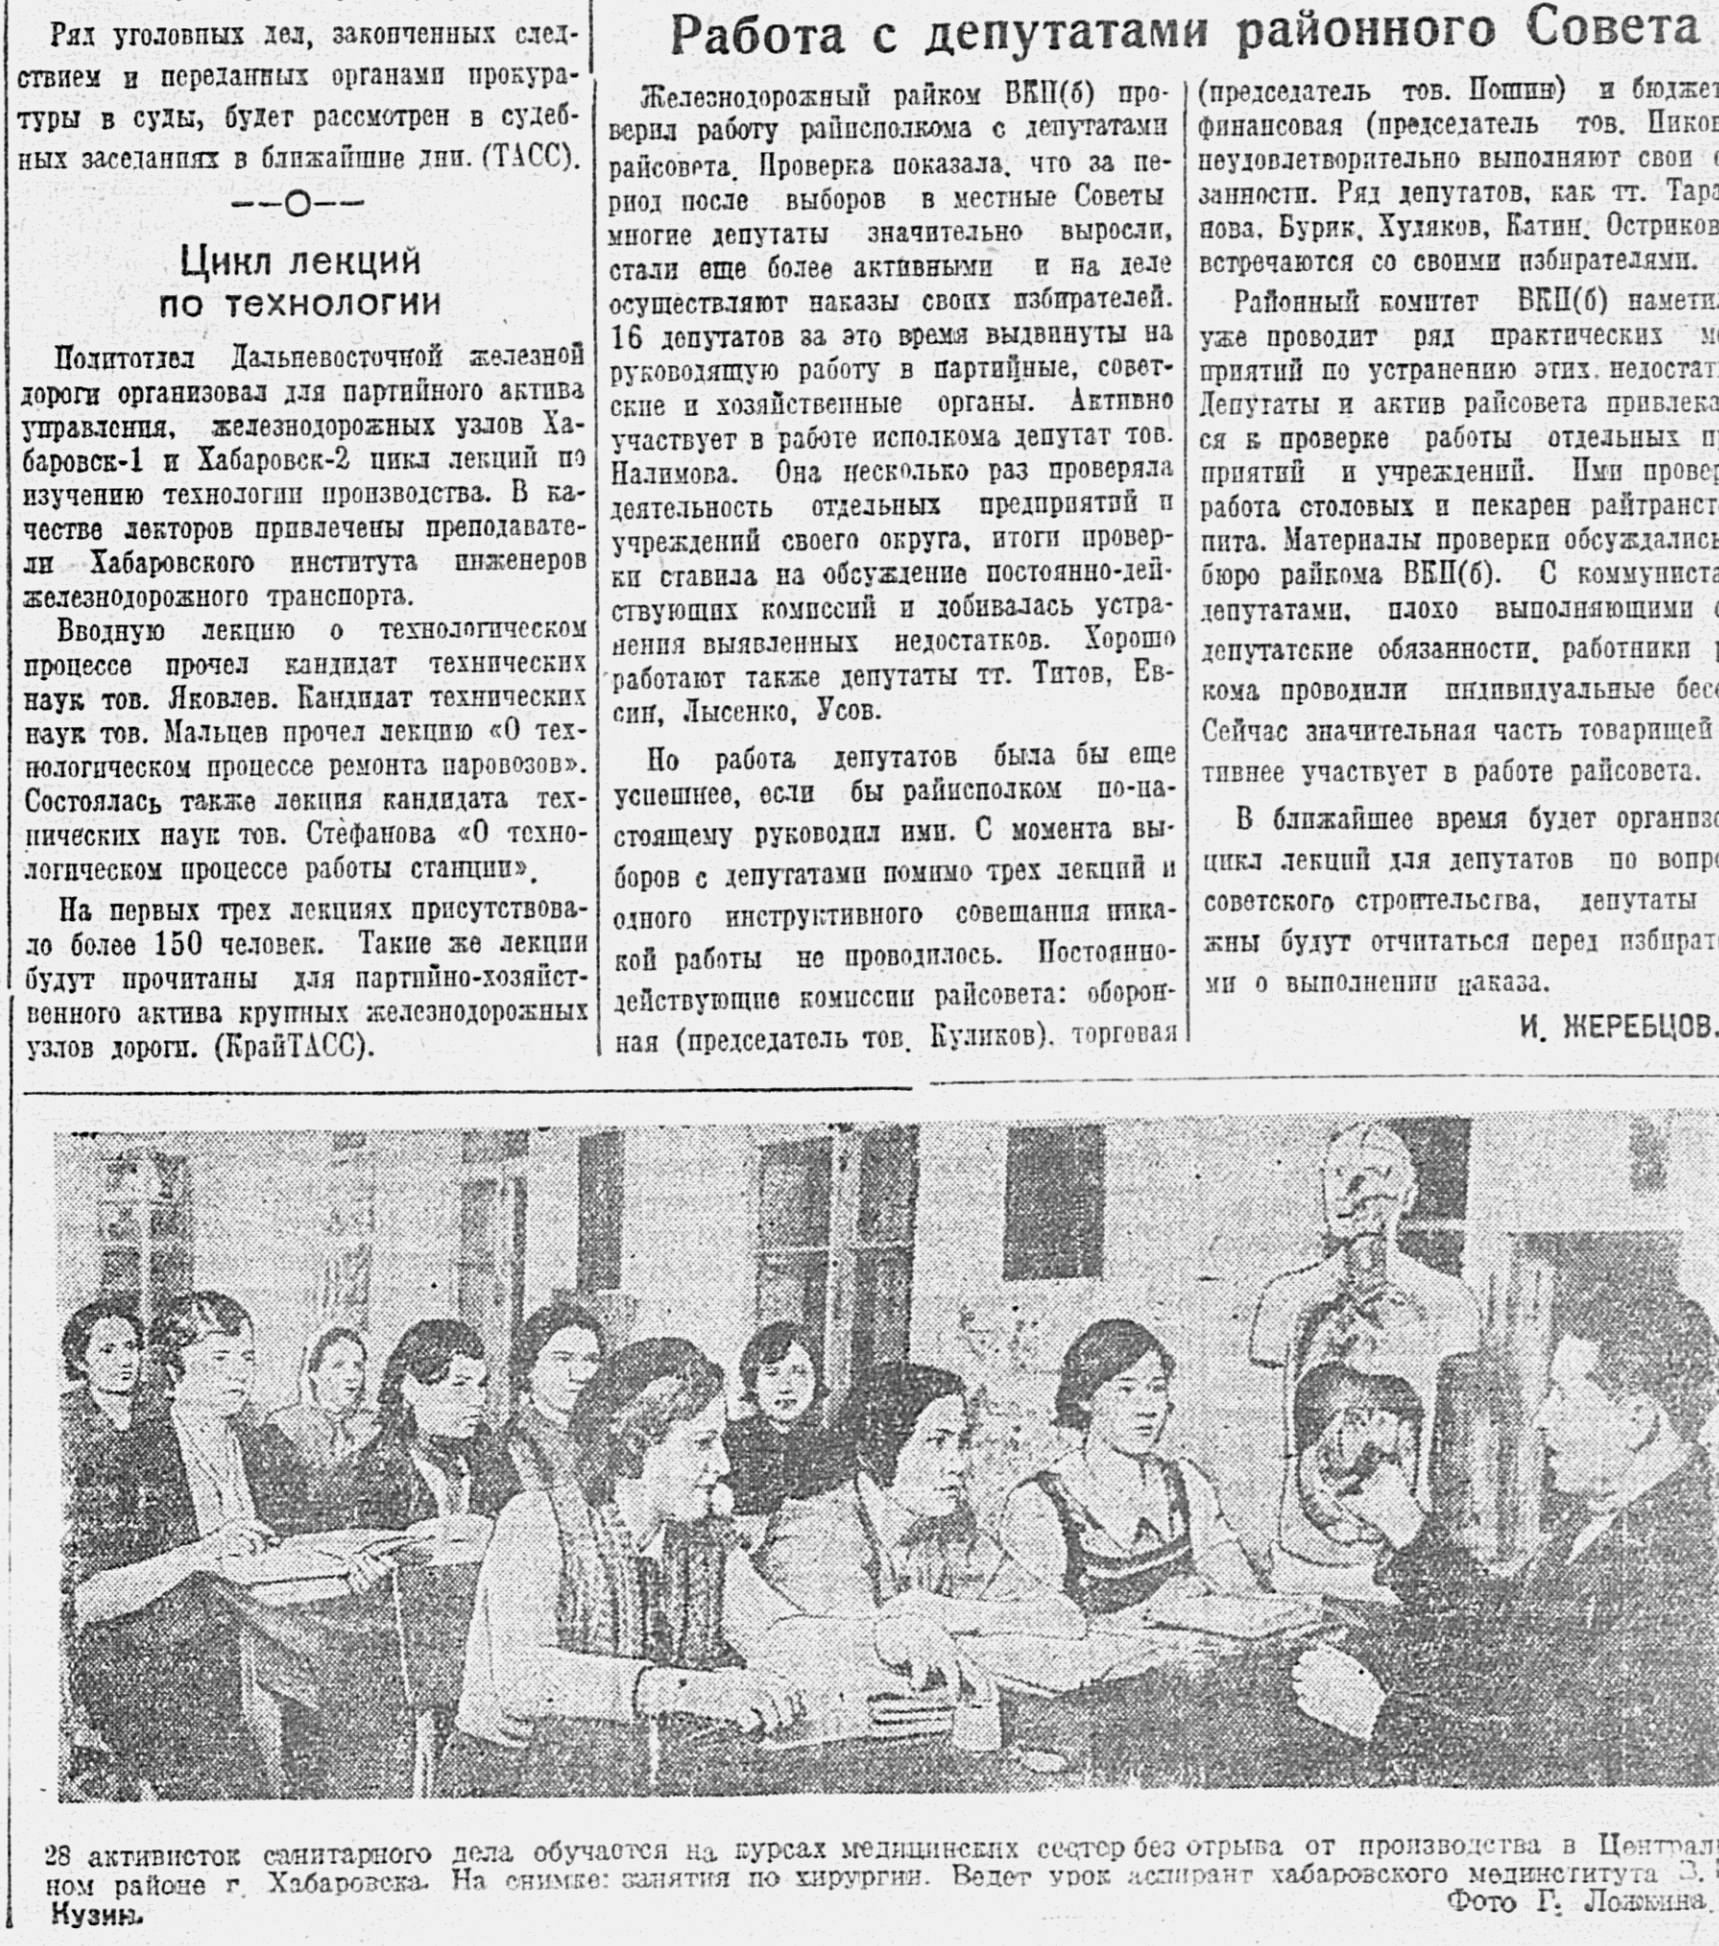 Ряд уголовных дел, законченных след-
ствием и переданных органами прокура-
туры в суды, будет рассмотрен в судеб-
ных заседаниях в ближайшие дни. (ТАСС).
Цикл лекций
по технологии
Политотдел Дальневосточной железной
дороги организовал для партийного актива
управления, железнодорожных узлов Ха-
баровск-1 и Хабаровск-2 цикл лекций по
изучению технологии производства. В ка-
честве лекторов привлечены преподавате-
ли Хабаровского института инженеров
железнодорожного транспорта.
Вводную лекцию о технологическом
процессе прочел кандидат технических
наук тов. Яковлев. Кандидат технических
наук тов. Мальцев прочел лекцию «О тех-
нологическом процессе ремонта паровозов».
Состоялась также лекция кандидата тех-
нических наук тов. Стефанова «О техно-
логическом процессе работы станции».
На первых трех лекциях присутствова-
ло более 150 человек. Такие же лекции
будут прочитаны для партийно-хозяйст-
венного актива крупных железнодорожных
узлов дороги. (КрайТАСС).
Работа с депутатами районного Совета
Железнодорожный райком ВКП(б) про-
верил работу райисполкома с депутатами
райсовета. Проверка показала, что за пе-
риод после выборов в местные Советы
многие депутаты значительно выросли,
стали еще более активными и на деле
осуществляют наказы своих избирателей.
16 депутатов за это время выдвинуты на
руководящую работу в партийные, совет-
ские и хозяйственные органы. Активно
участвует в работе исполкома депутат тов.
Налимова. Она несколько раз проверяла
деятельность отдельных предприятий и
учреждений своего округа, итоги провер-
ки ставила на обсуждение постоянно-дей-
ствующих комиссий и добивалась устра-
нения выявленных недостатков. Хорошо
работают также депутаты тт. Титов, Ев-
син, Лысенко, Усов.
Но работа депутатов была бы еще
успешнее, если бы райисполком по-на-
стоящему руководил ими. С момента вы-
боров с депутатами помимо трех лекций и
одного инструктивного совещания ника-
кой работы не проводилось. Постоянно-
действующие комиссии райсовета: оборон-
ная (председатель тов. Куликов), торговая
(председатель тов. Пошин) и бюджет
финансовая (председатель тов. Пиков
неудовлетворительно выполняют свои
занности. Ряд депутатов, как тт. Тара
нова, Бурик, Худяков, Катин, Остриков
встречаются со своими избирателями.
Районный комитет ВКП(б) намети
уже проводит ряд практических ме
приятий по устранению этих недостат
Депутаты и актив райсовета привлека
ся к проверке работы отдельных пр
приятий и учреждений. Ими провер
работа столовых и пекарен райтранст
пита. Материалы проверки обсуждались
бюро райкома ВКП(б). С коммуниста
депутатами, плохо выполняющими с
депутатские обязанности, работники р
кома проводили индивидуальные бесе
Сейчас значительная часть товарищей
тивнее участвует в работе райсовета.
В ближайшее время будет организо
цикл лекций для депутатов по вопро
советского строительства, депутаты
жны будут отчитаться перед избират
ми о выполнении наказа.
И. ЖЕРЕБЦОВ.
28 активисток санитарного дела обучаются на курсах медицинских сестер без отрыва от производства в Централь
ном районе г. Хабаровска. На снимке: занятия по хирургии. Ведет урок аспирант хабаровского мединститута В.
Кузин.
Фото Г. Ложкина.